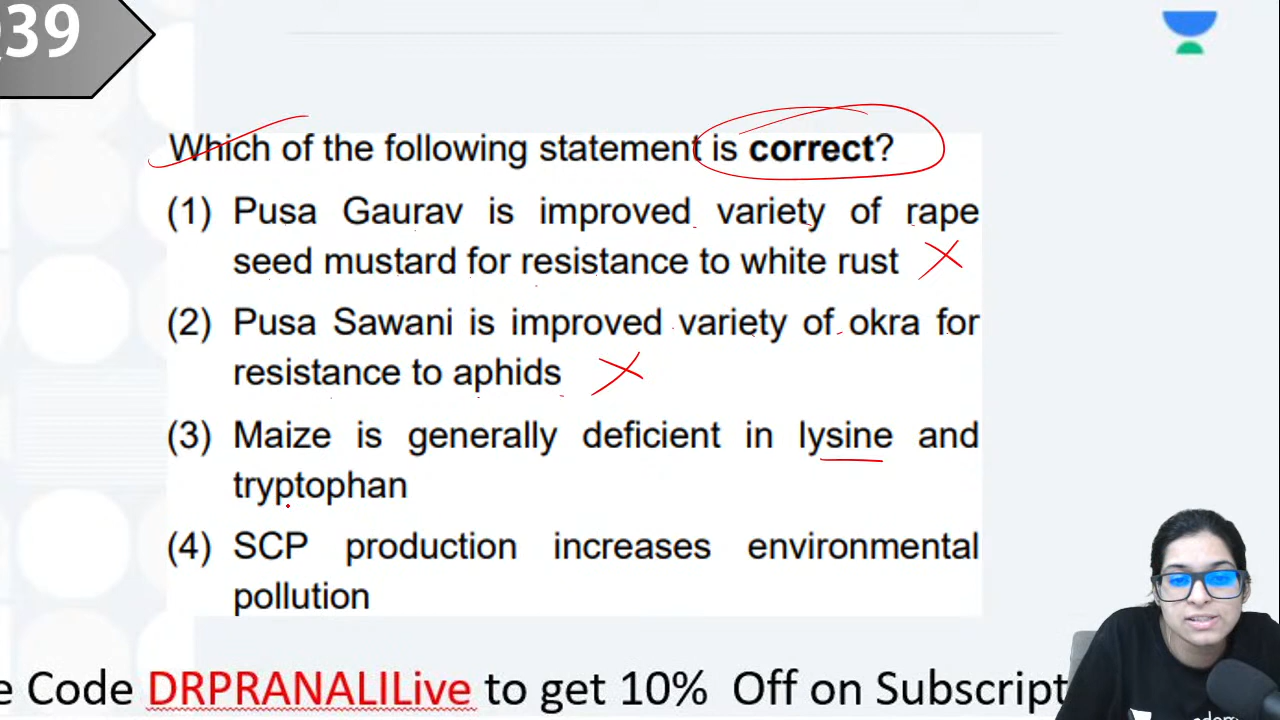 39
Which of the following statement is correct?
(1) Pusa Gaurav is improved variety of rape
seed mustard for resistance to white rust
(2) Pusa Sawani is improved variety of okra for
resistance to aphids
(3) Maize is generally deficient in lysine and
tryptophan
(4) SCP production increases environmental
pollution
e Code DRPRANALILive to get 10% Off on Subscript